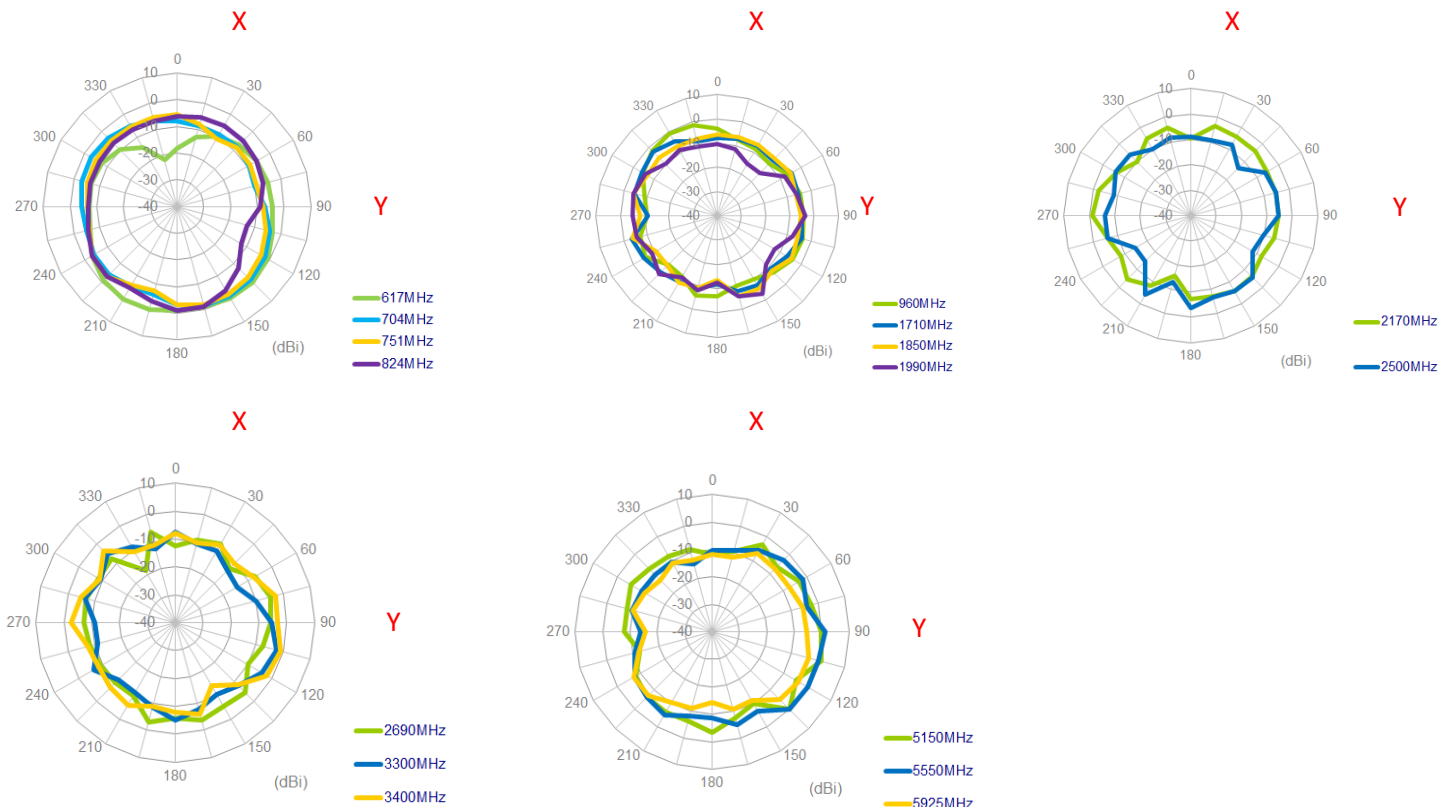 X
0
30
60
90
120
150
180
210
240
270
300
330
10
0
-10
-20
-30
-40
(dBi)
Y
617MHz
704MHz
751MHz
824MHz
X
0
30
60
90
120
150
180
210
240
270
300
330
10
0
-10
-20
-30
-40
(dBi)
Y
960MHz
1710MHz
1850MHz
1990MHz
X
0
30
60
90
120
150
180
210
240
270
300
330
10
0
-10
-20
-30
-40
(dBi)
Y
2170MHz
2500MHz
X
0
30
60
90
120
150
180
210
240
270
300
330
10
0
-10
-20
-30
-40
(dBi)
Y
2690MHz
3300MHz
3400MHz
X
0
30
60
90
120
150
180
210
240
270
300
330
10
0
-10
-20
-30
-40
(dBi)
Y
5150MHz
5550MHz
5925MHz